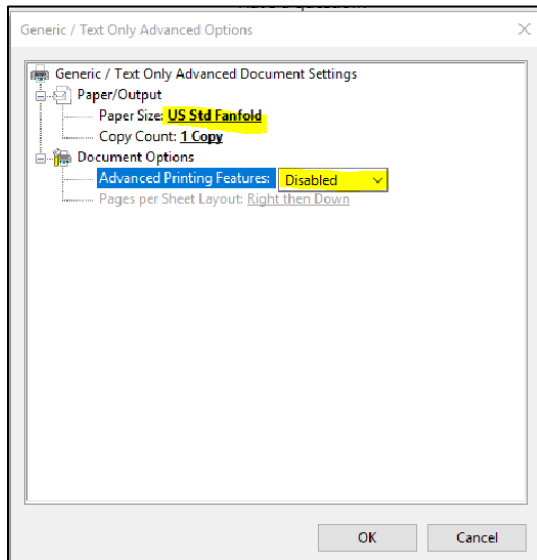 Generic / Text Only Advanced Options
Generic / Text Only Advanced Document Settings
Paper/Output
Paper Size: US Std Fanfold
Copy Count: 1 Copy
Document Options
Advanced Printing Features: Disabled
Pages per Sheet Layout: Right then Down
OK Cancel